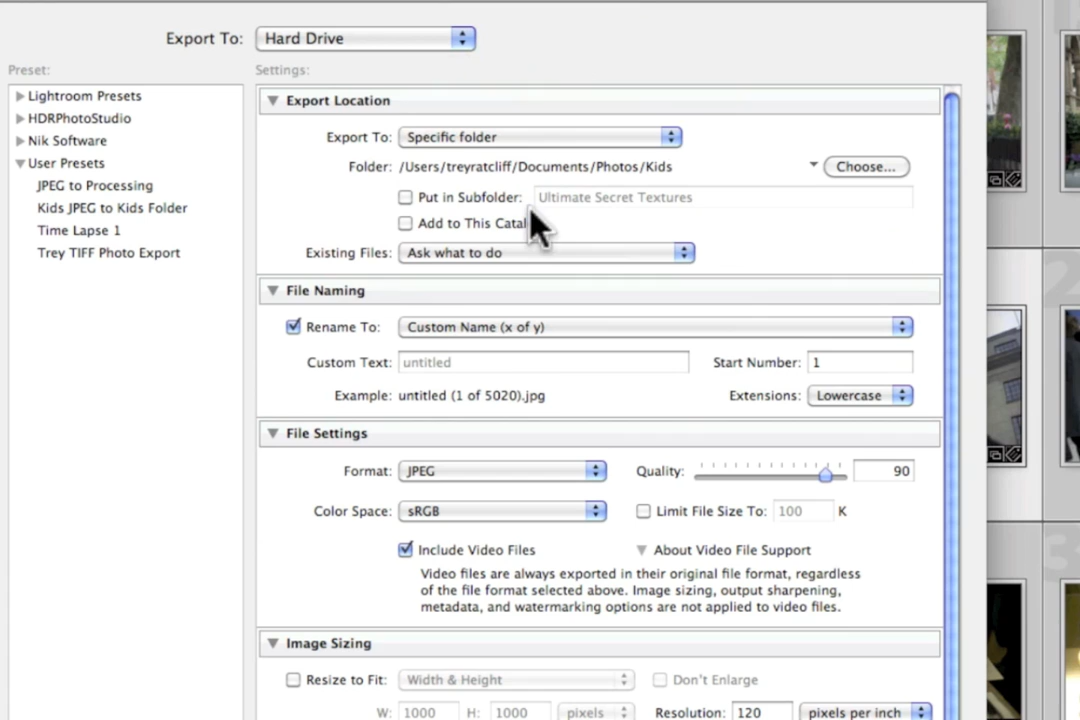 Export To: Hard Drive
Preset:
Settings:
Lightroom Presets
HDRPhotoStudio
Nik Software
User Presets
JPEG to Processing
Kids JPEG to Kids Folder
Time Lapse 1
Trey TIFF Photo Export
Export Location
Export To: Specific folder
Folder: /Users/treyratcliff/Documents/Photos/Kids Choose...
Put in Subfolder: Ultimate Secret Textures
Add to This
Existing Files: Ask what to do
File Naming
Rename To: Custom Name (x of y)
Custom Text: untitled Start Number: 1
Example: untitled (1 of 5020).jpg Extensions: Lowercase
File Settings
Format: JPEG Quality: 90
Color Space: sRGB Limit File Size To: 100 K
Include Video Files About Video File Support
Video files are always exported in their original file format, regardless
of the file format selected above. Image sizing, output sharpening,
metadata, and watermarking options are not applied to video files.
Image Sizing
Resize to Fit: Width & Height Don't Enlarge
W: 1000 H: 1000 pixels Resolution: 120 pixels per inch